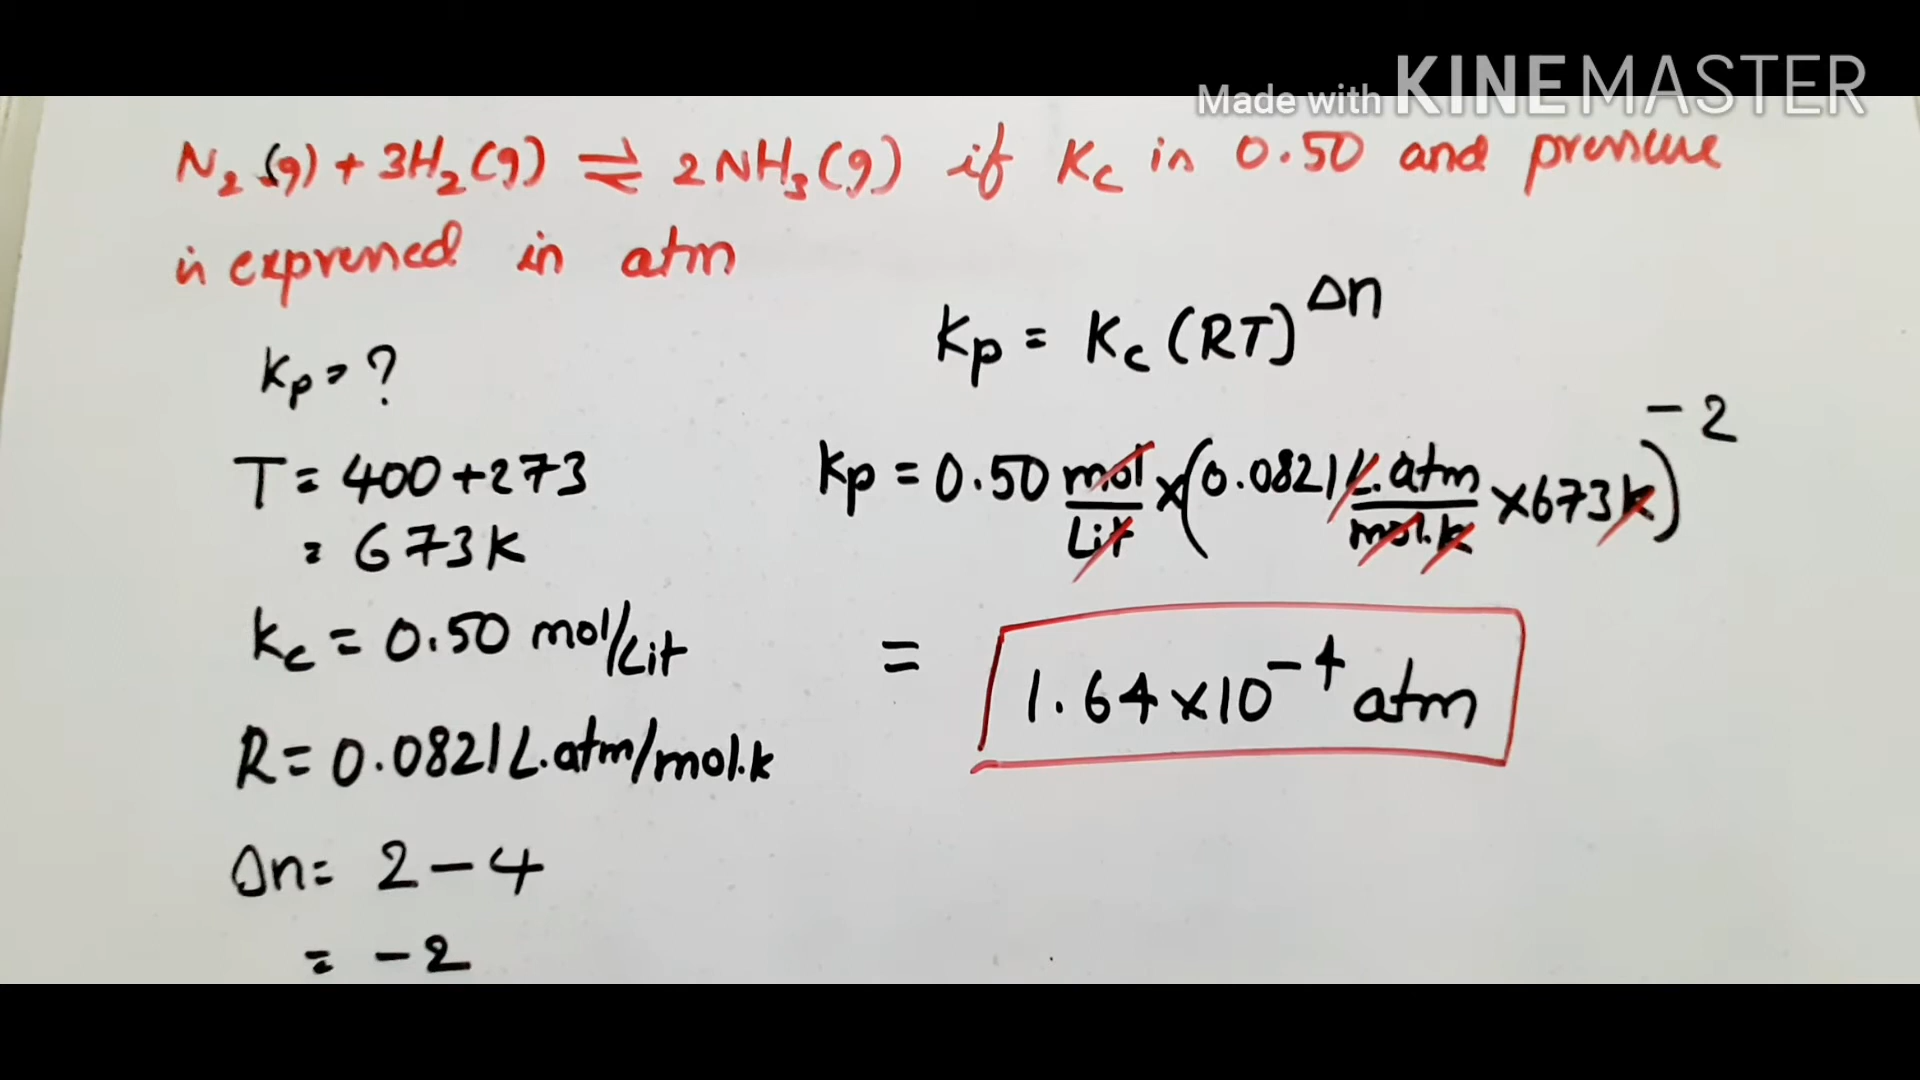 Made with KINEMASTER
N₂(g) + 3H₂(g) ⇌ 2NH₃(g) if Kc is 0.50 and pressure
is expressed in atm
Kp = ?
T = 400 + 273
= 673 K
Kc = 0.50 mol/Lit
R = 0.0821 L.atm/mol.k
Δn = 2 - 4
= - 2
Kp = Kc (RT)^Δn
Kp = 0.50 mol/Lit × (0.0821 L.atm/mol.k × 673 k)^-2
= 1.64 × 10^-4 atm